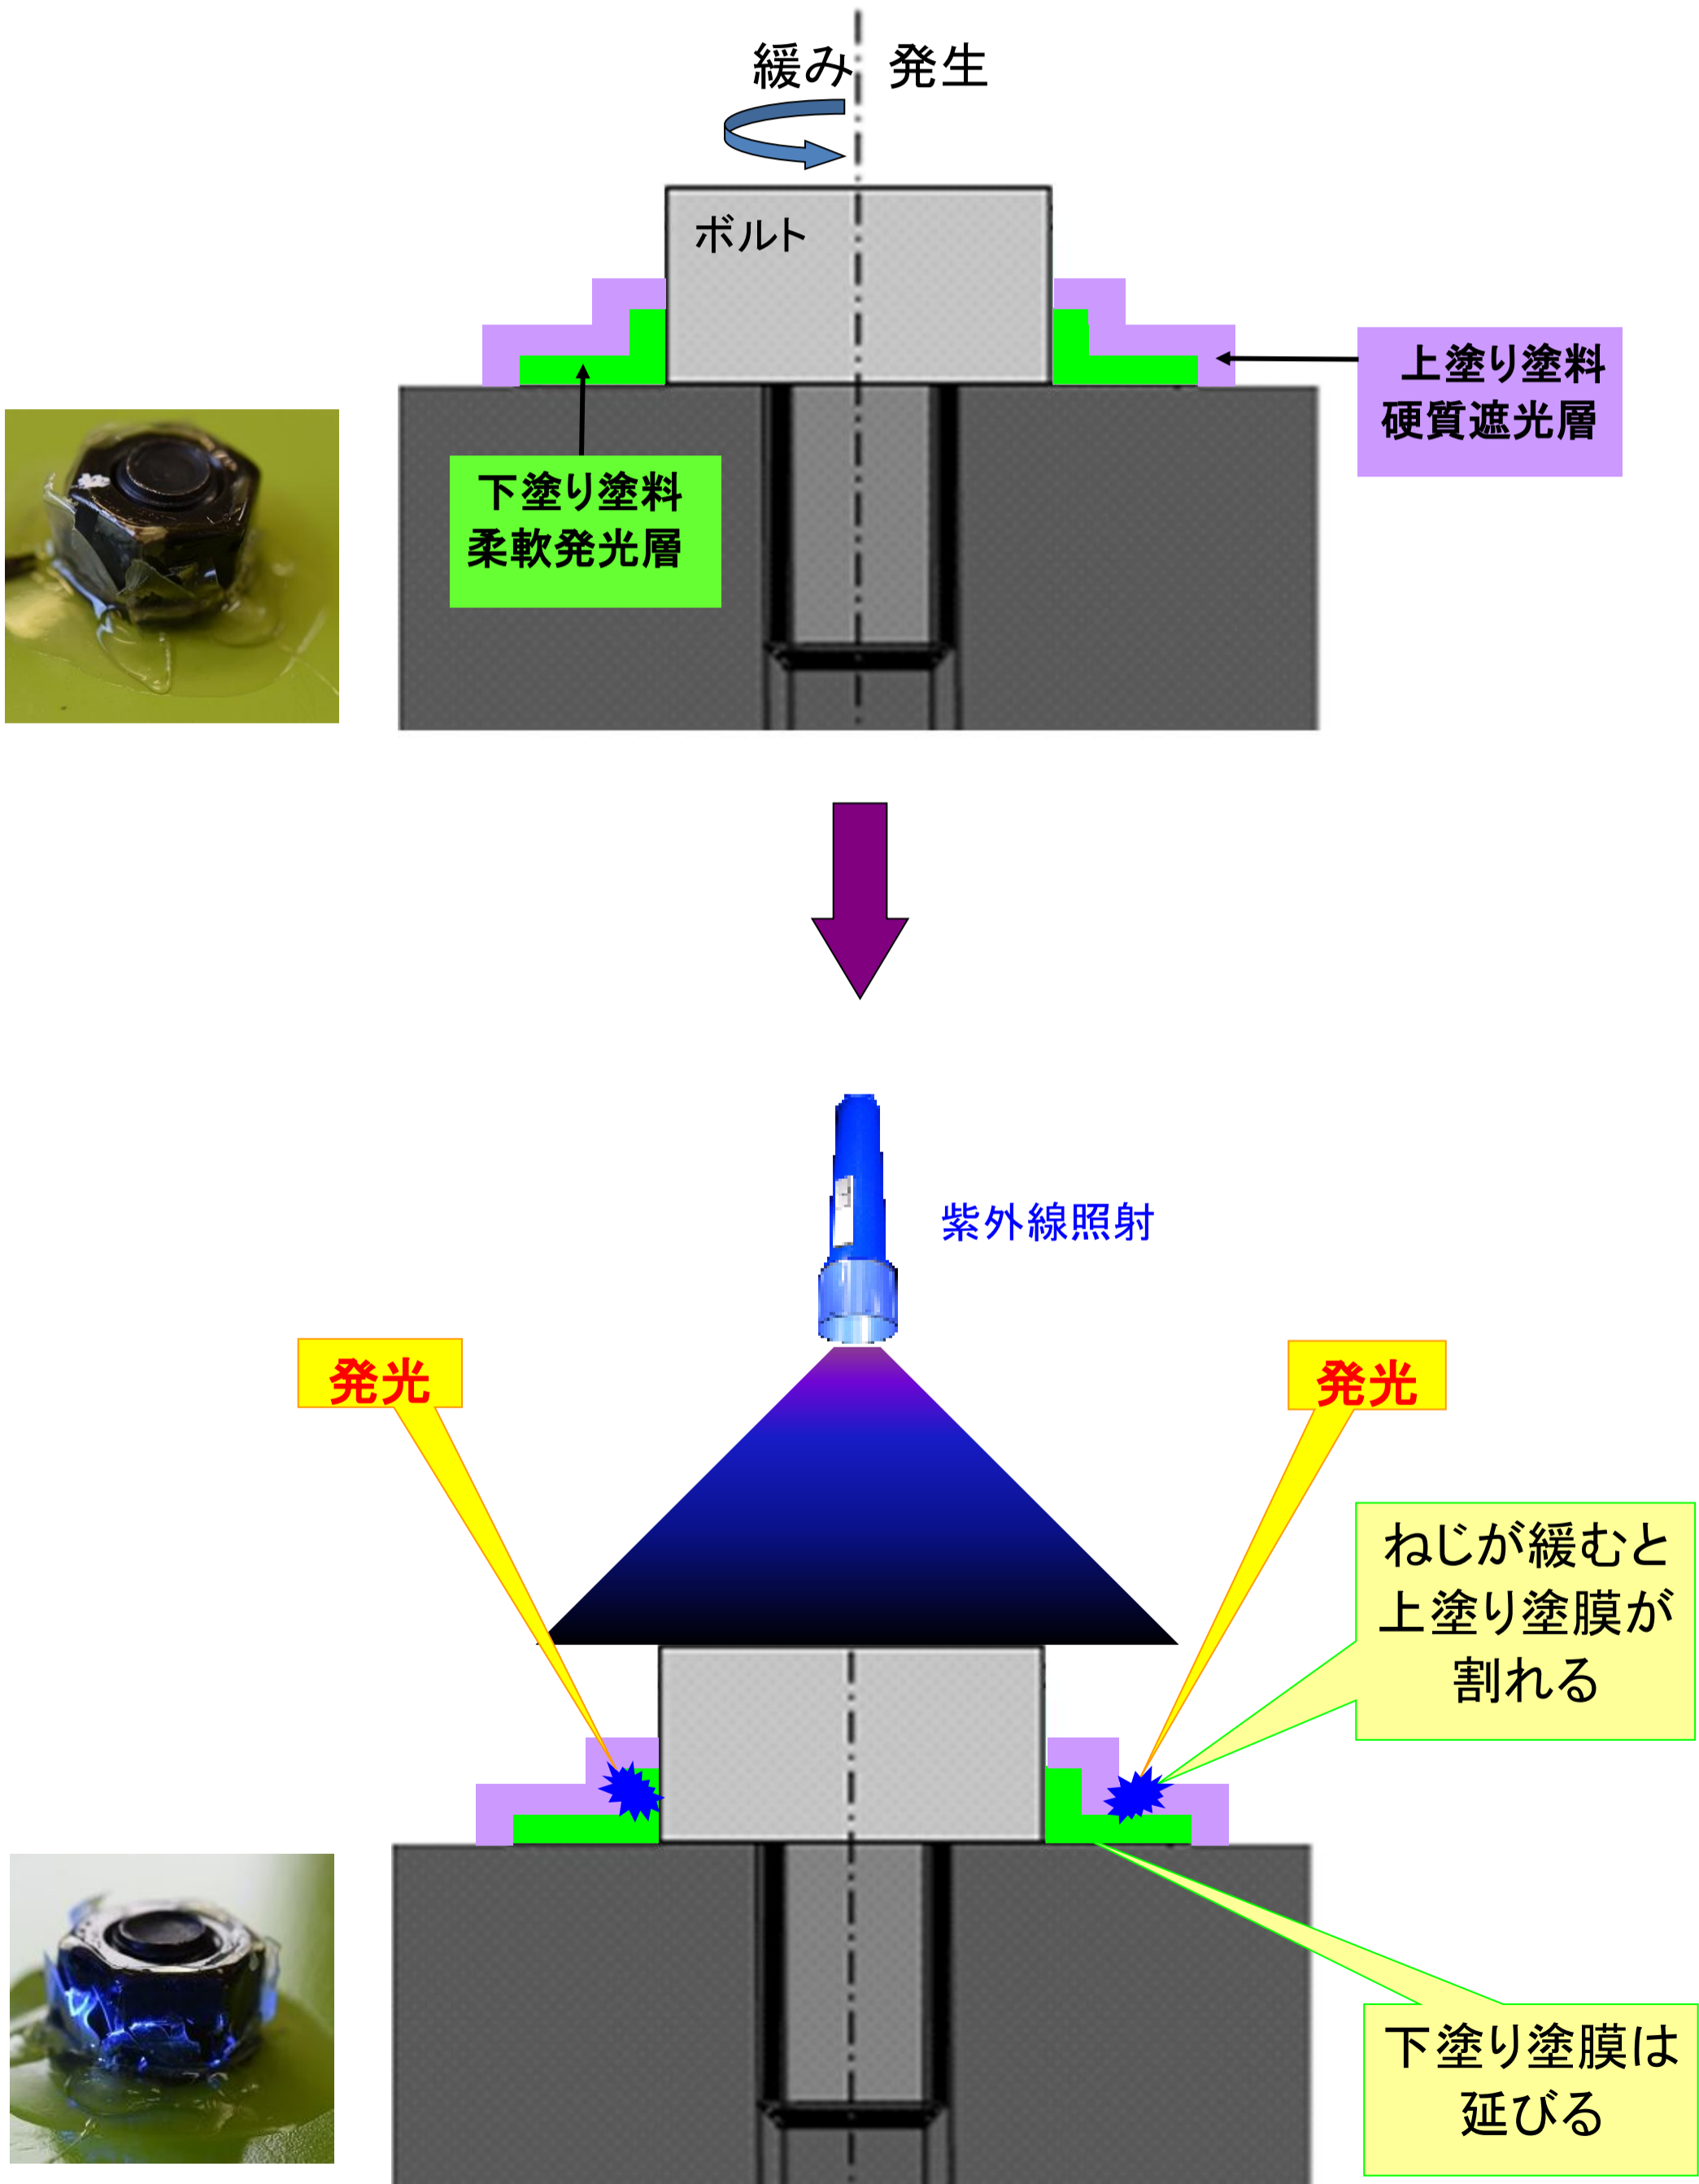 緩み 発生
ボルト
上塗り塗料
硬質遮光層
下塗り塗料
柔軟発光層
紫外線照射
発光
発光
ねじが緩むと
上塗り塗膜が
割れる
下塗り塗膜は
延びる